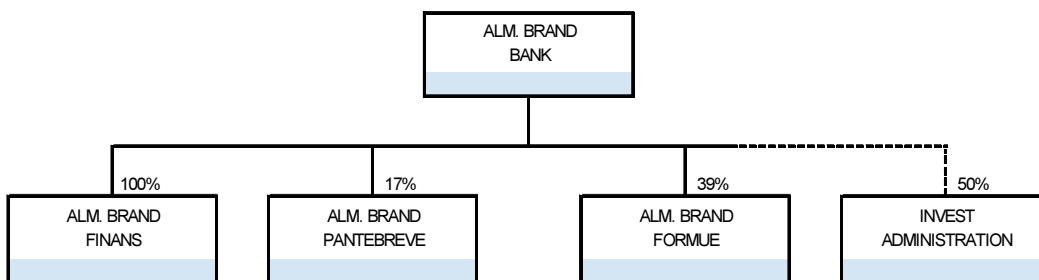 ALM. BRAND
BANK
100%
17%
39%
50%
ALM. BRAND
FINANS
ALM. BRAND
PANTEBREVE
ALM. BRAND
FORMUE
INVEST
ADMINISTRATION